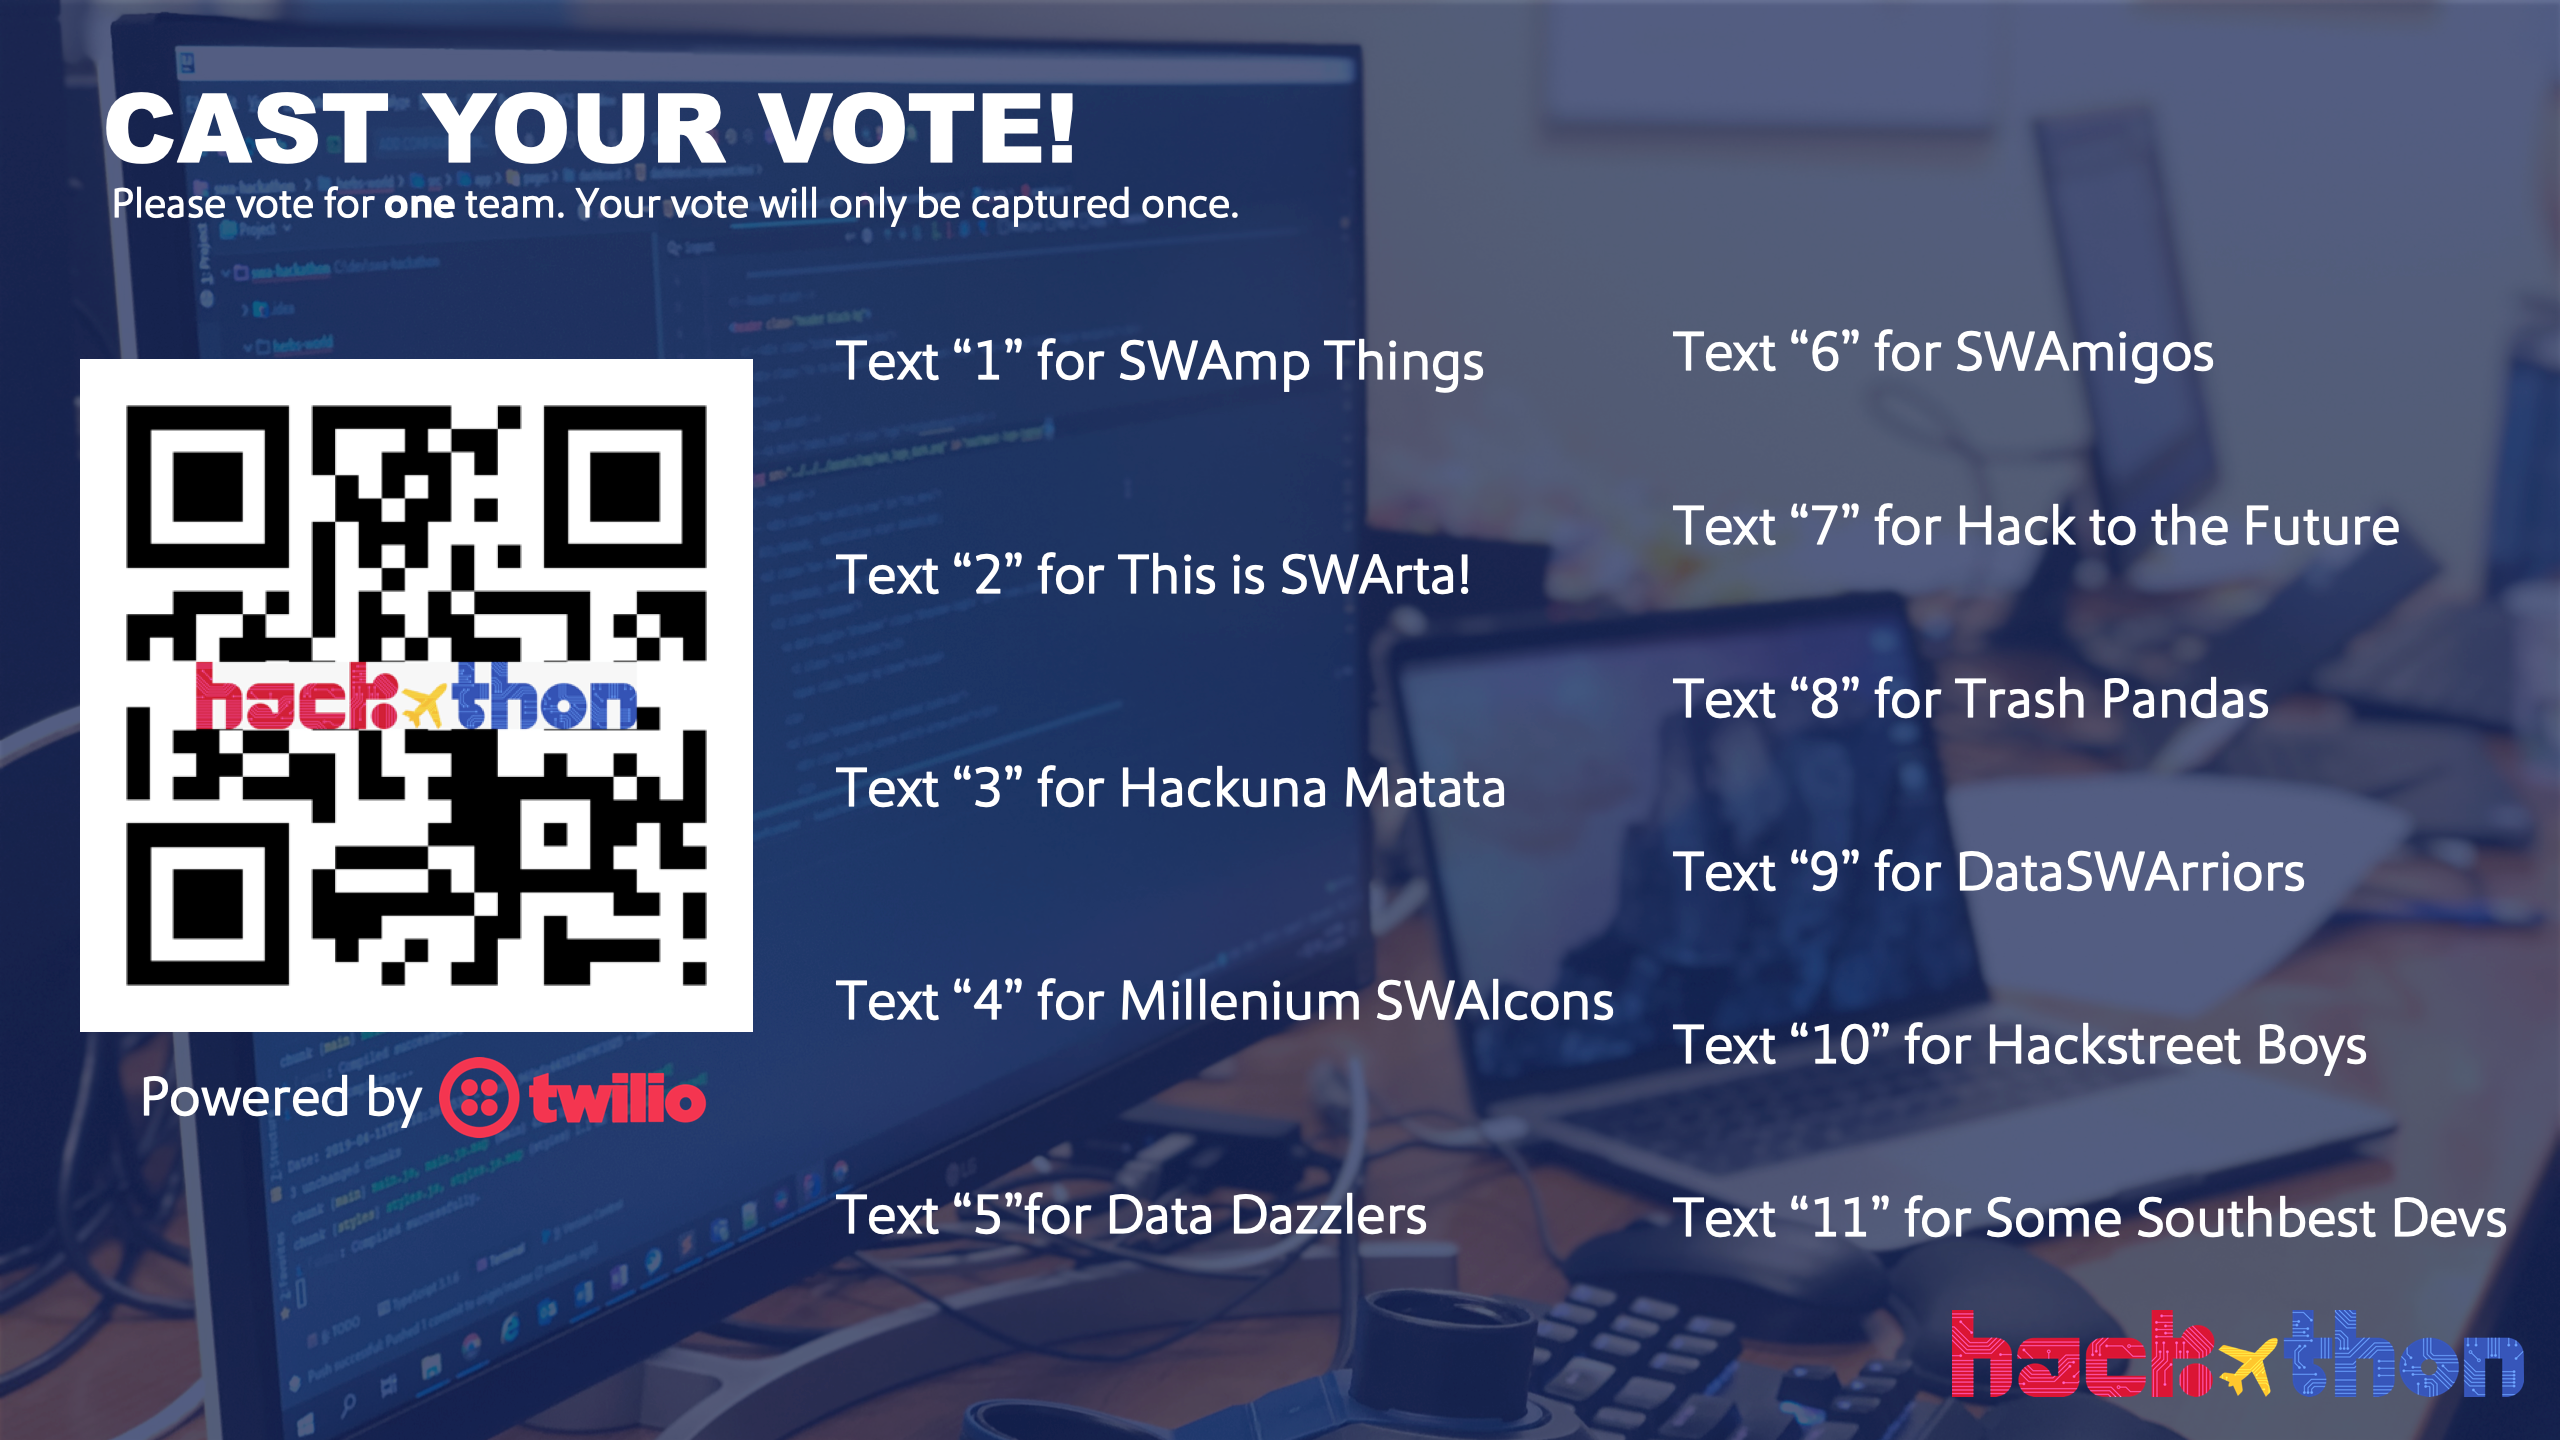 CAST YOUR VOTE!
Please vote for one team. Your vote will only be captured once.
Text “1” for SWAmp Things
Text “2” for This is SWArta!
Text “3” for Hackuna Matata
Text “4” for Millenium SWAlcons
Text “5”for Data Dazzlers
Text “6” for SWAmigos
Text “7” for Hack to the Future
Text “8” for Trash Pandas
Text “9” for DataSWArriors
Text “10” for Hackstreet Boys
Text “11” for Some Southbest Devs
hackathon
Powered by twilio
hackathon